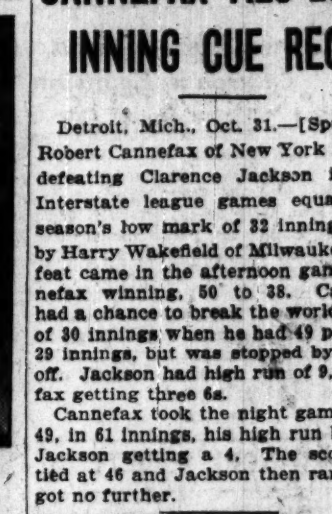 INNING CUE REC
Detroit, Mich., Oct. 31.—[Sp
Robert Cannefax of New York
defeating Clarence Jackson i
Interstate league games equa
season's low mark of 32 inning
by Harry Wakefield of Milwauk
feat came in the afternoon gam
nefax winning, 50 to 38. C
had a chance to break the world
of 30 innings when he had 49 p
29 innings, but was stopped by
off. Jackson had high run of 9,
fax getting three 6s.
Cannefax took the night gam
49, in 61 innings, his high run
Jackson getting a 4. The sco
tied at 46 and Jackson then ran
got no further.